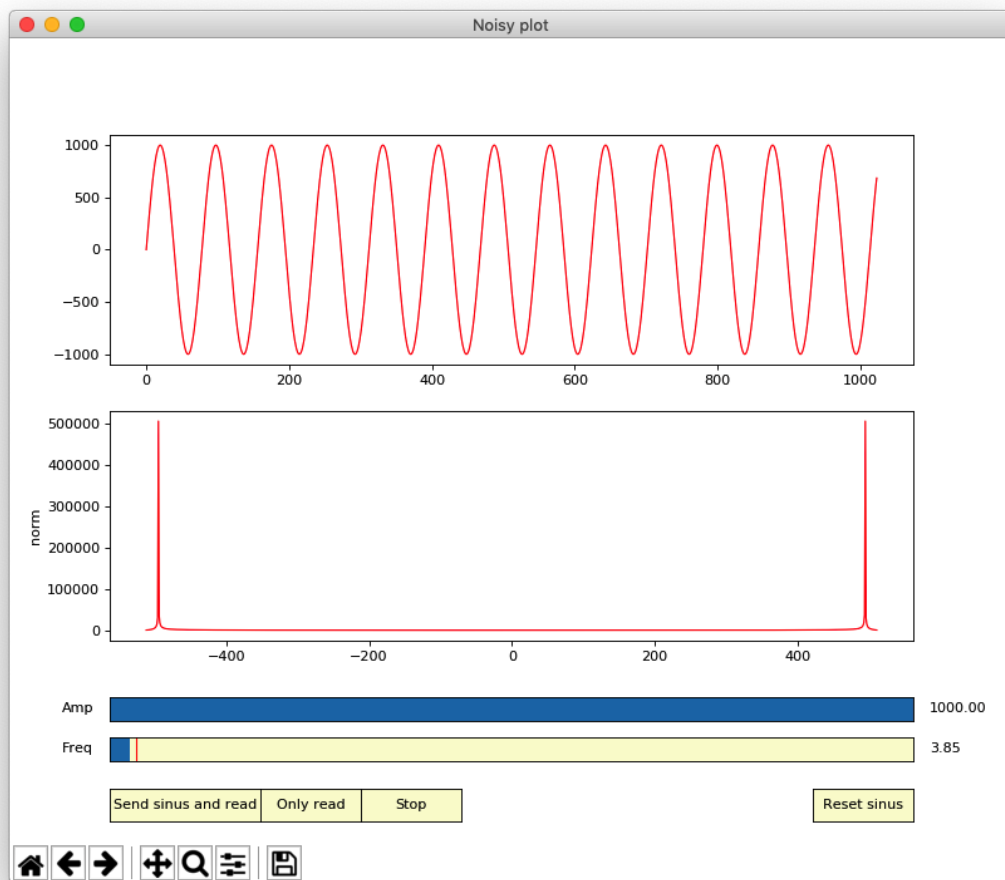 Noisy plot
1000
500
0
−500
−1000
0 200 400 600 800 1000
500000
400000
300000
200000
100000
0
norm
−400 −200 0 200 400
Amp 1000.00
Freq 3.85
Send sinus and read Only read Stop Reset sinus